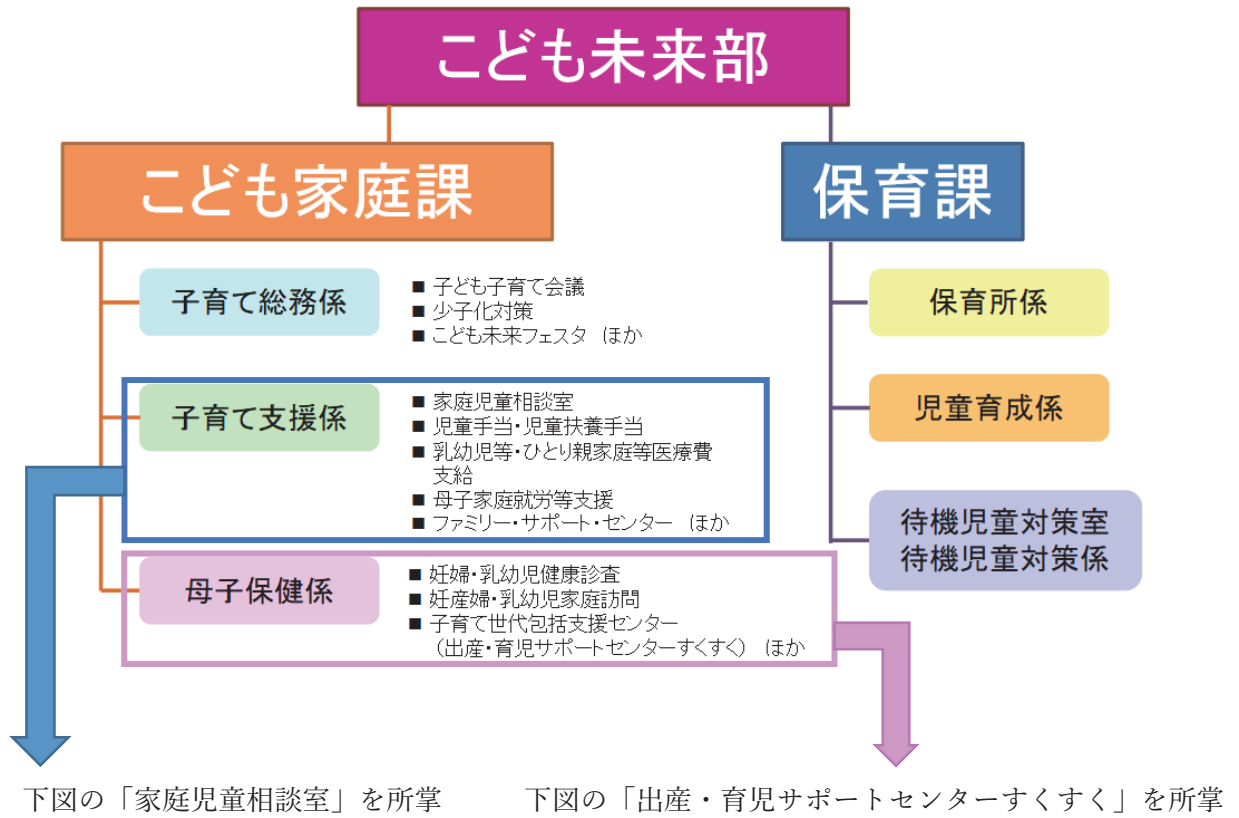 こども未来部
こども家庭課
保育課
子育て総務係
■ 子ども子育て会議
■ 少子化対策
■ こども未来フェスタ ほか
子育て支援係
■ 家庭児童相談室
■ 児童手当・児童扶養手当
■ 乳幼児等・ひとり親家庭等医療費
支給
■ 母子家庭就労等支援
■ ファミリー・サポート・センター ほか
母子保健係
■ 妊婦・乳幼児健康診査
■ 妊産婦・乳幼児家庭訪問
■ 子育て世代包括支援センター
（出産・育児サポートセンターすくすく） ほか
保育所係
児童育成係
待機児童対策室
待機児童対策係
下図の「家庭児童相談室」を所掌
下図の「出産・育児サポートセンターすくすく」を所掌